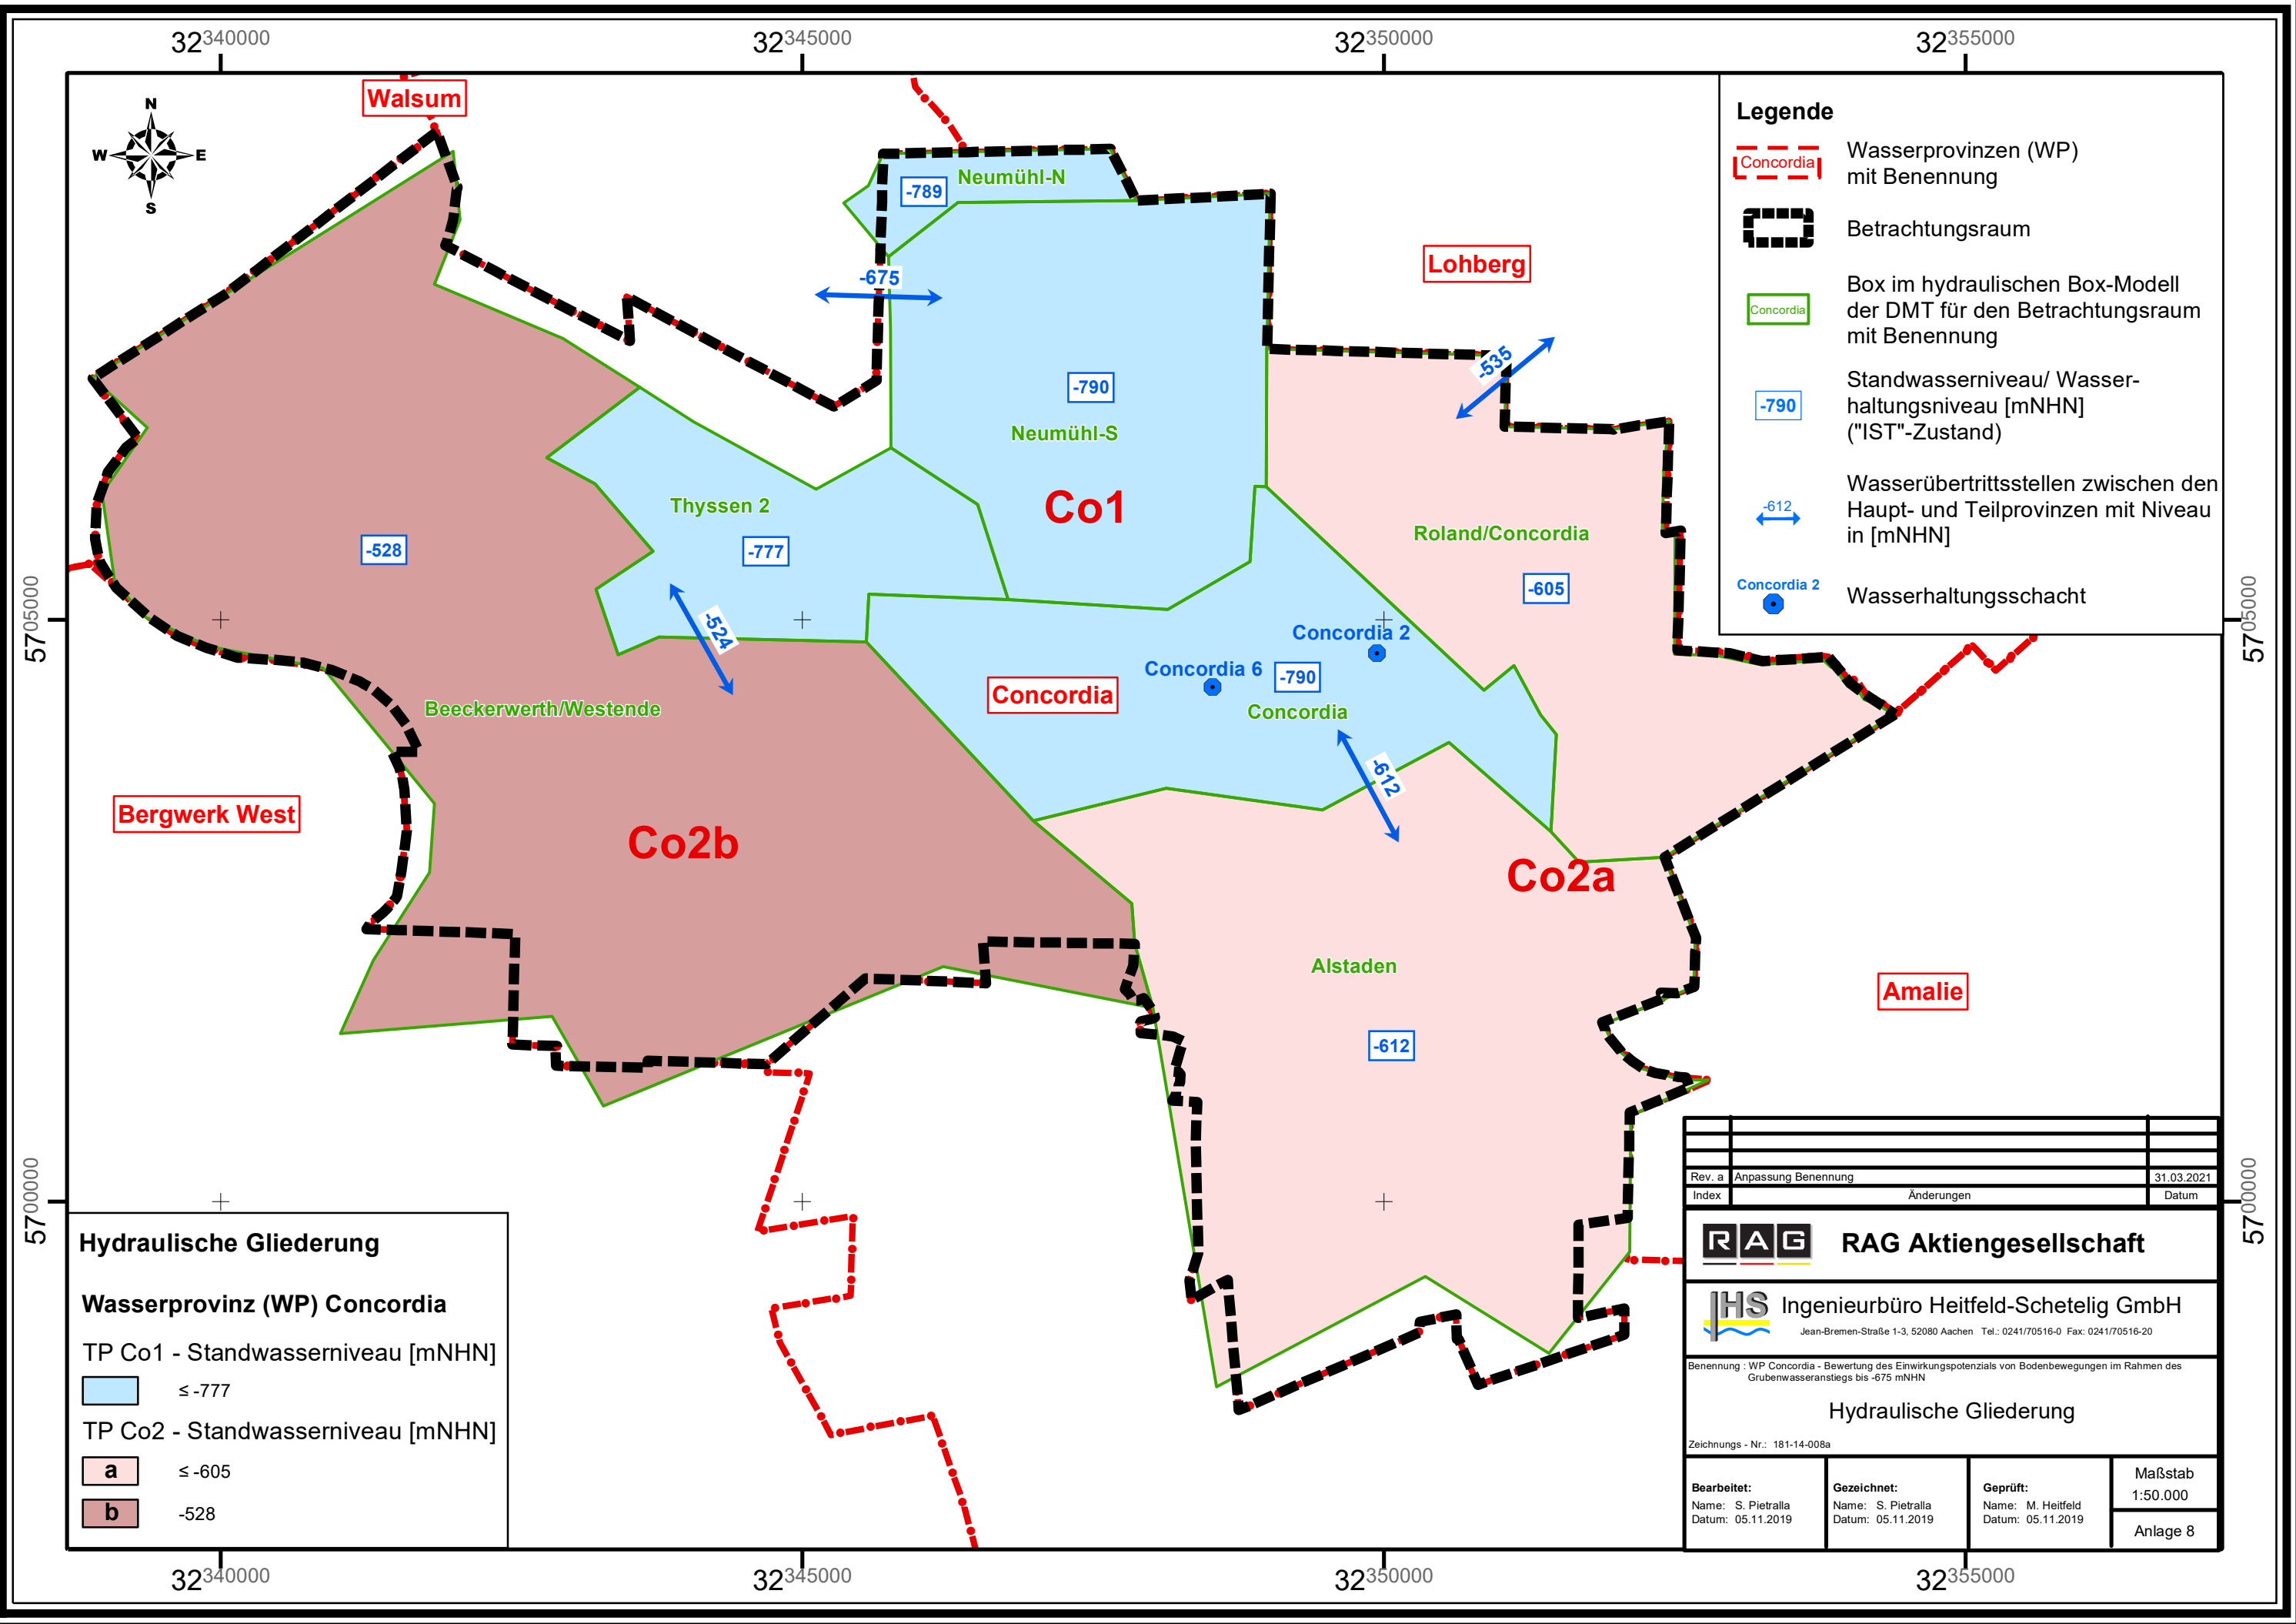 32340000
32345000
32350000
32355000
Walsum
N
W
E
S
Neumühl-N
-789
-675
Lohberg
-535
-790
Neumühl-S
Co1
Thyssen 2
-777
-528
Roland/Concordia
-605
-524
Concordia 2
Concordia 6
-790
Concordia
Concordia
Beeckerwerth/Westende
-612
Bergwerk West
Co2b
Co2a
Alstaden
-612
Amalie
5705000
5705000
5700000
5700000
Legende
Concordia
Wasserprovinzen (WP)
mit Benennung
Betrachtungsraum
Concordia
Box im hydraulischen Box-Modell
der DMT für den Betrachtungsraum
mit Benennung
-790
Standwasserniveau/ Wasser-
haltungsniveau [mNHN]
("IST"-Zustand)
-612
Wasserübertrittsstellen zwischen den
Haupt- und Teilprovinzen mit Niveau
in [mNHN]
Concordia 2
Wasserhaltungsschacht
Hydraulische Gliederung
Wasserprovinz (WP) Concordia
TP Co1 - Standwasserniveau [mNHN]
≤ -777
TP Co2 - Standwasserniveau [mNHN]
a ≤ -605
b -528
Rev. a Anpassung Benennung 31.03.2021
Index Änderungen Datum
RAG RAG Aktiengesellschaft
IHS Ingenieurbüro Heitfeld-Schetelig GmbH
Jean-Bremen-Straße 1-3, 52080 Aachen Tel.: 0241/70516-0 Fax: 0241/70516-20
Benennung : WP Concordia - Bewertung des Einwirkungspotenzials von Bodenbewegungen im Rahmen des
Grubenwasseranstiegs bis -675 mNHN
Hydraulische Gliederung
Zeichnungs - Nr.: 181-14-008a
Bearbeitet:
Name: S. Pietralla
Datum: 05.11.2019
Gezeichnet:
Name: S. Pietralla
Datum: 05.11.2019
Geprüft:
Name: M. Heitfeld
Datum: 05.11.2019
Maßstab
1:50.000
Anlage 8
32340000
32345000
32350000
32355000